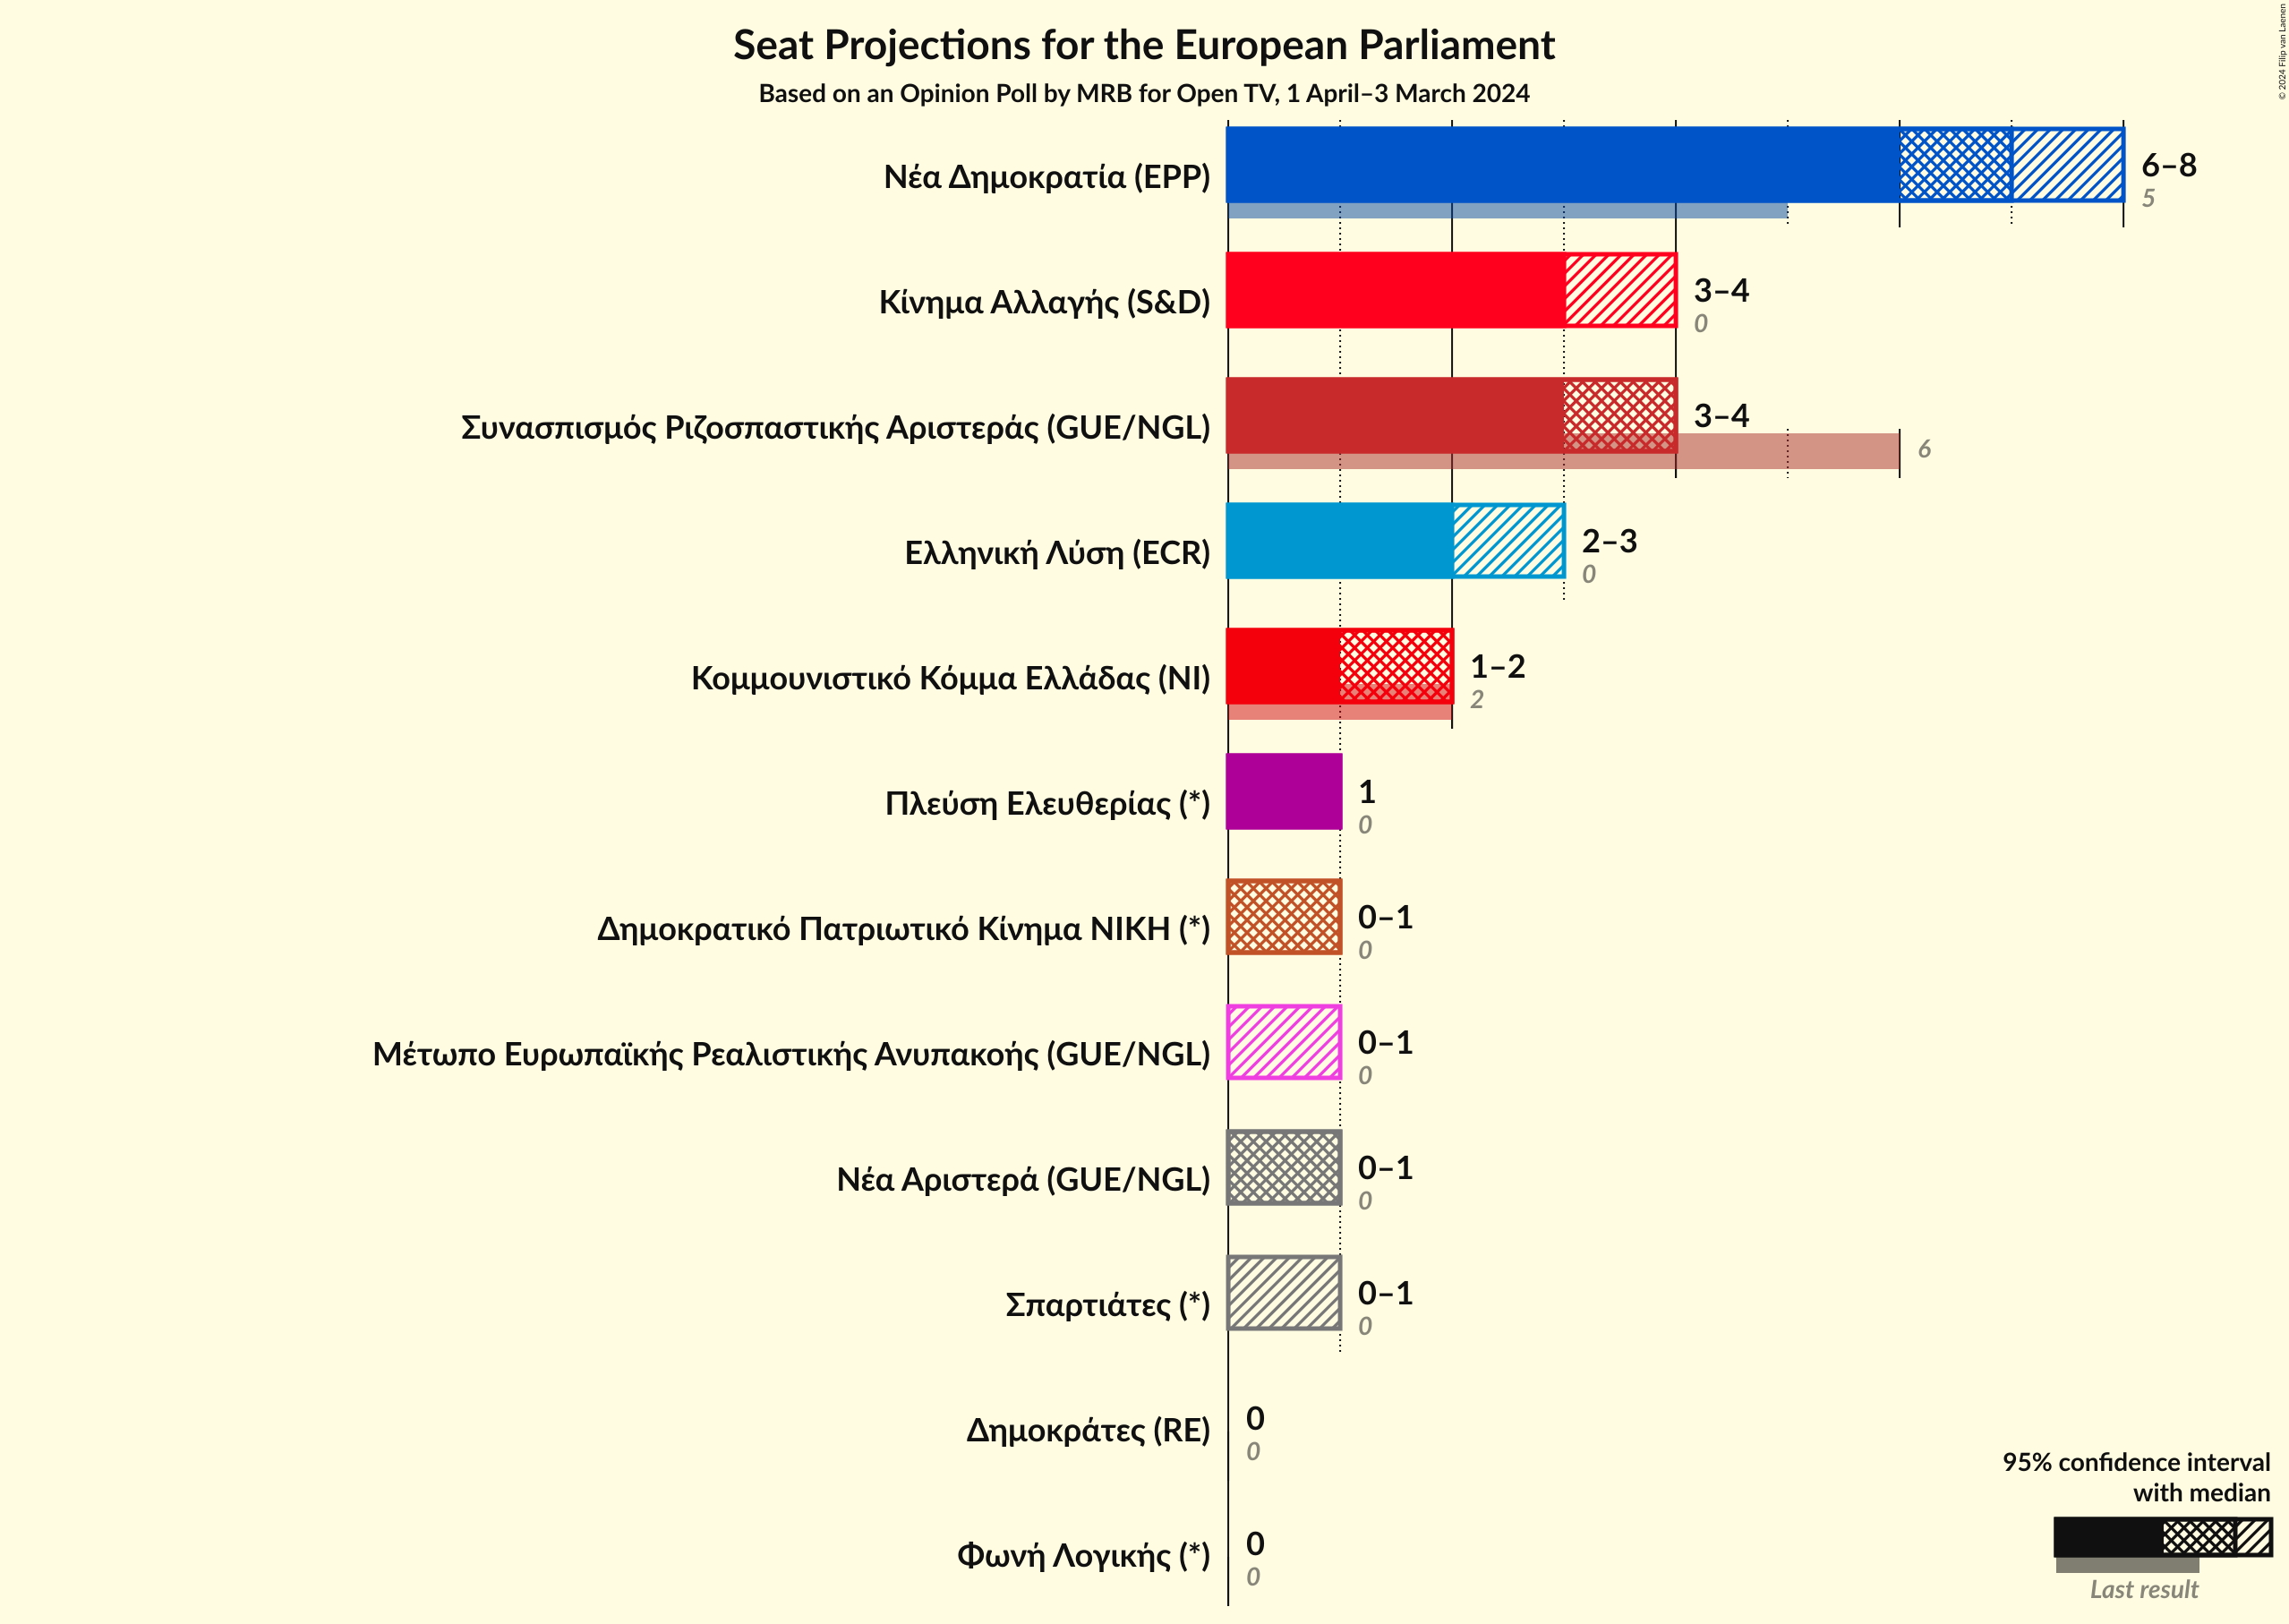 Seat Projections for the European Parliament
Based on an Opinion Poll by MRB for Open TV, 1 April–3 March 2024
© 2024 Filip van Laenen
Νέα Δημοκρατία (EPP)
6–8
5
Κίνημα Αλλαγής (S&D)
3–4
0
Συνασπισμός Ριζοσπαστικής Αριστεράς (GUE/NGL)
3–4
6
Ελληνική Λύση (ECR)
2–3
0
Κομμουνιστικό Κόμμα Ελλάδας (NI)
1–2
2
Πλεύση Ελευθερίας (*)
1
0
Δημοκρατικό Πατριωτικό Κίνημα ΝΙΚΗ (*)
0–1
0
Μέτωπο Ευρωπαϊκής Ρεαλιστικής Ανυπακοής (GUE/NGL)
0–1
0
Νέα Αριστερά (GUE/NGL)
0–1
0
Σπαρτιάτες (*)
0–1
0
Δημοκράτες (RE)
0
0
Φωνή Λογικής (*)
0
0
95% confidence interval
with median
Last result